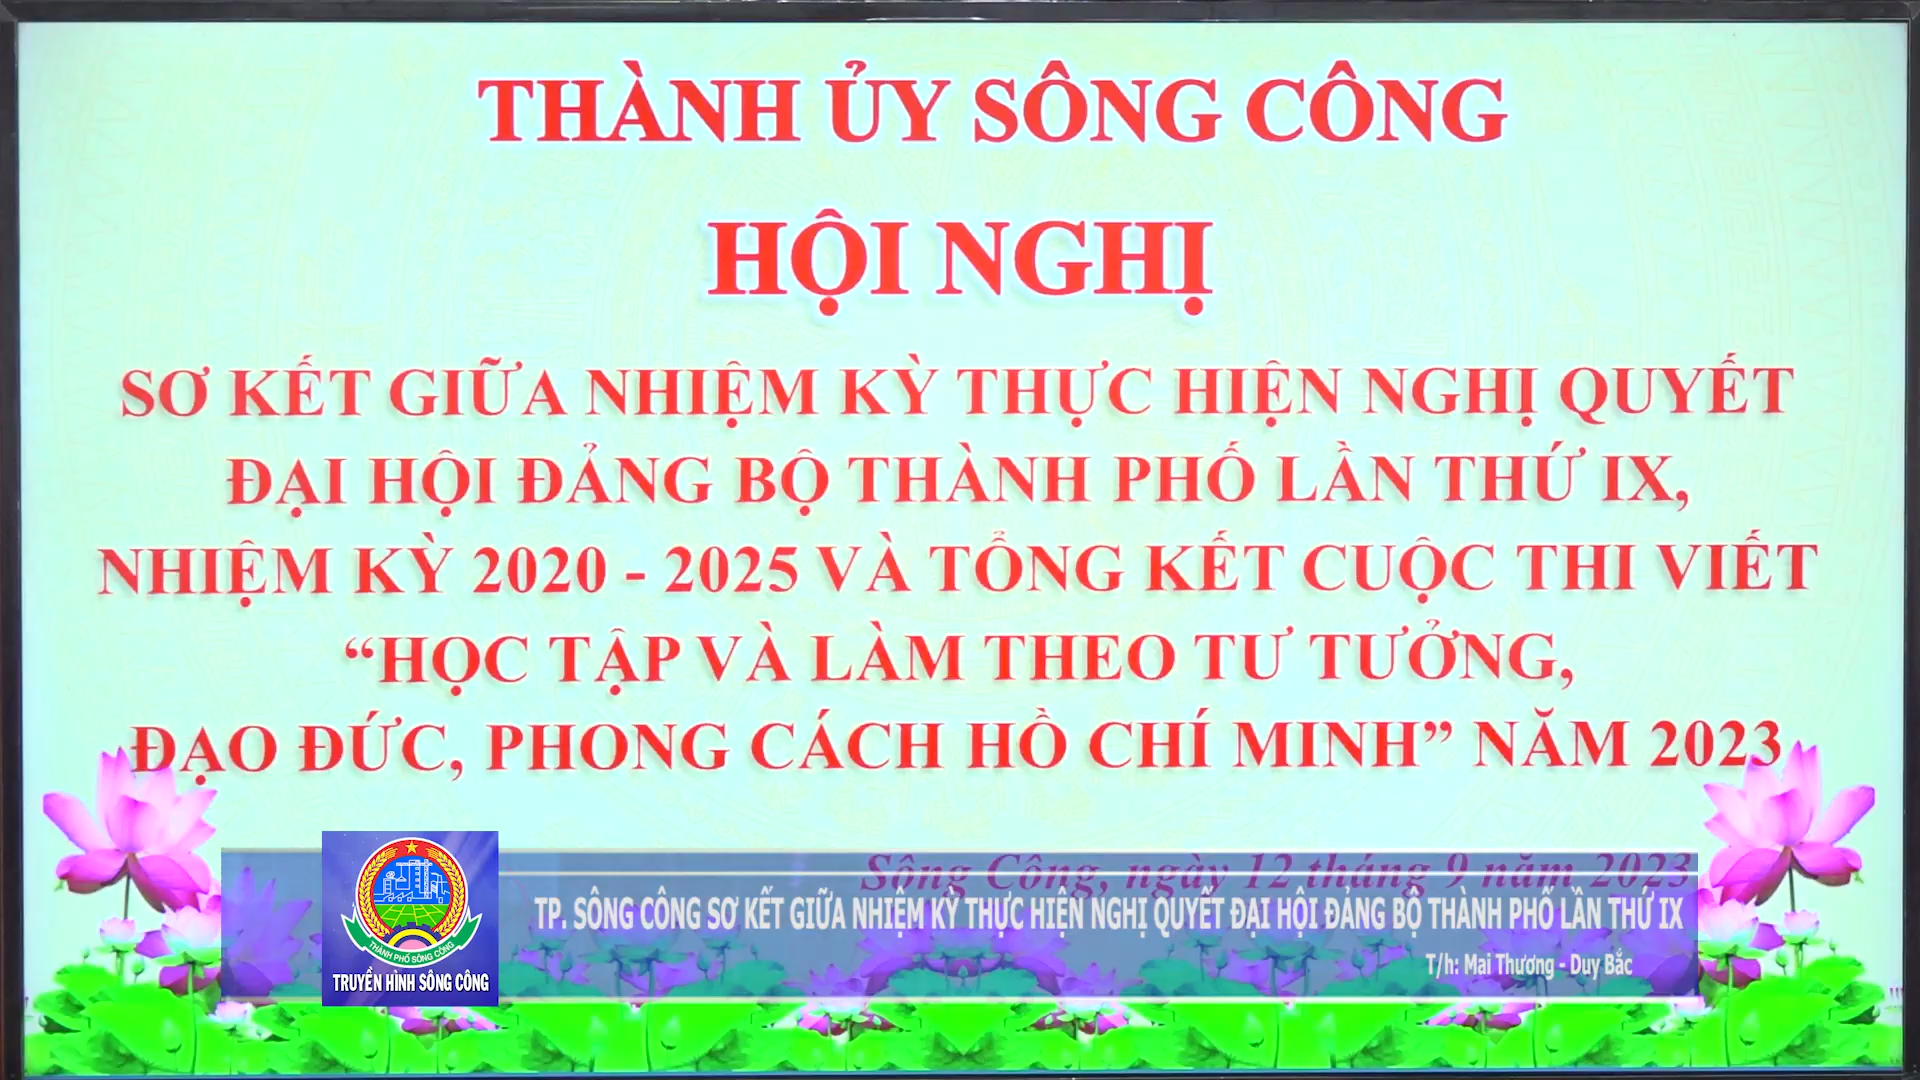 THÀNH ỦY SÔNG CÔNG
HỘI NGHỊ
SƠ KẾT GIỮA NHIỆM KỲ THỰC HIỆN NGHỊ QUYẾT
ĐẠI HỘI ĐẢNG BỘ THÀNH PHỐ LẦN THỨ IX,
NHIỆM KỲ 2020 - 2025 VÀ TỔNG KẾT CUỘC THI VIẾT
“HỌC TẬP VÀ LÀM THEO TƯ TƯỞNG,
ĐẠO ĐỨC, PHONG CÁCH HỒ CHÍ MINH” NĂM 2023
Sông Công, ngày 12 tháng 9 năm 2023
TP. SÔNG CÔNG SƠ KẾT GIỮA NHIỆM KỲ THỰC HIỆN NGHỊ QUYẾT ĐẠI HỘI ĐẢNG BỘ THÀNH PHỐ LẦN THỨ IX
T/h: Mai Thương - Duy Bắc
THÀNH PHỐ SÔNG CÔNG
TRUYỀN HÌNH SÔNG CÔNG